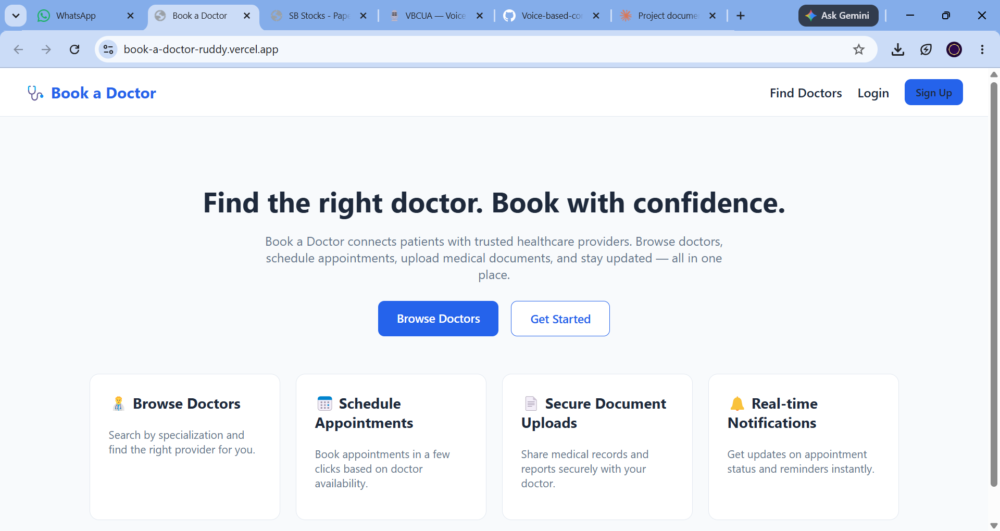 WhatsApp
Book a Doctor
SB Stocks - Pape
VBCUA — Voice
Voice-based-co
Project docume
Ask Gemini
book-a-doctor-ruddy.vercel.app
Book a Doctor
Find Doctors
Login
Sign Up
Find the right doctor. Book with confidence.
Book a Doctor connects patients with trusted healthcare providers. Browse doctors,
schedule appointments, upload medical documents, and stay updated — all in one
place.
Browse Doctors
Get Started
Browse Doctors
Search by specialization and
find the right provider for you.
Schedule
Appointments
Book appointments in a few
clicks based on doctor
availability.
Secure Document
Uploads
Share medical records and
reports securely with your
doctor.
Real-time
Notifications
Get updates on appointment
status and reminders instantly.